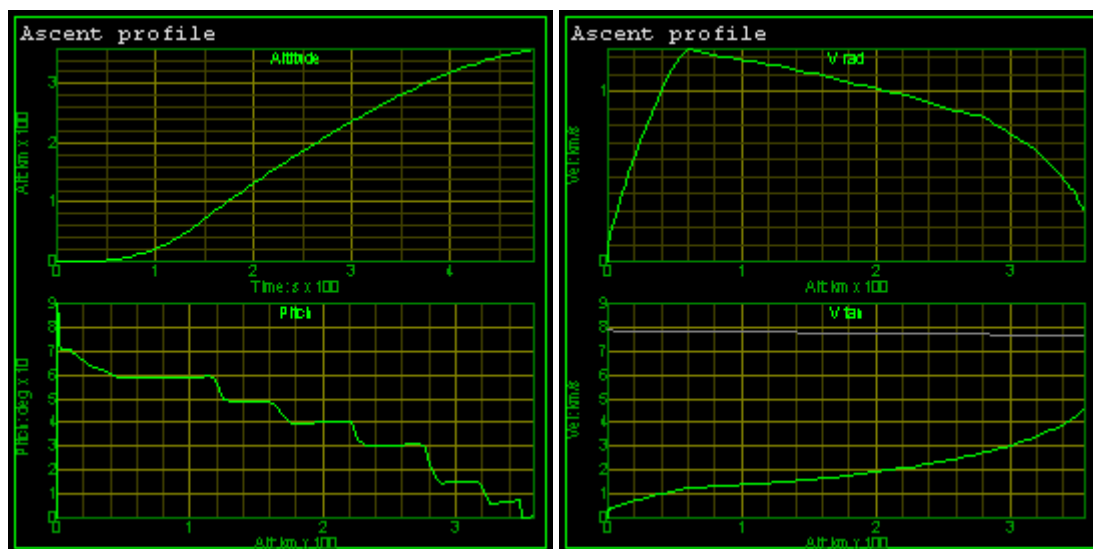 Ascent profile
Altitude
3
2
1
0
Alt: km x 100
0 1 2 3 4
Time: s x 100
Pitch
9
8
7
6
5
4
3
2
1
0
Pitch: deg x 10
0 1 2 3
Alt: km x 100
Ascent profile
V rad
1
0
Vel: km/s
0 1 2 3
Alt: km x 100
V tan
9
8
7
6
5
4
3
2
1
0
Vel: km/s
0 1 2 3
Alt: km x 100